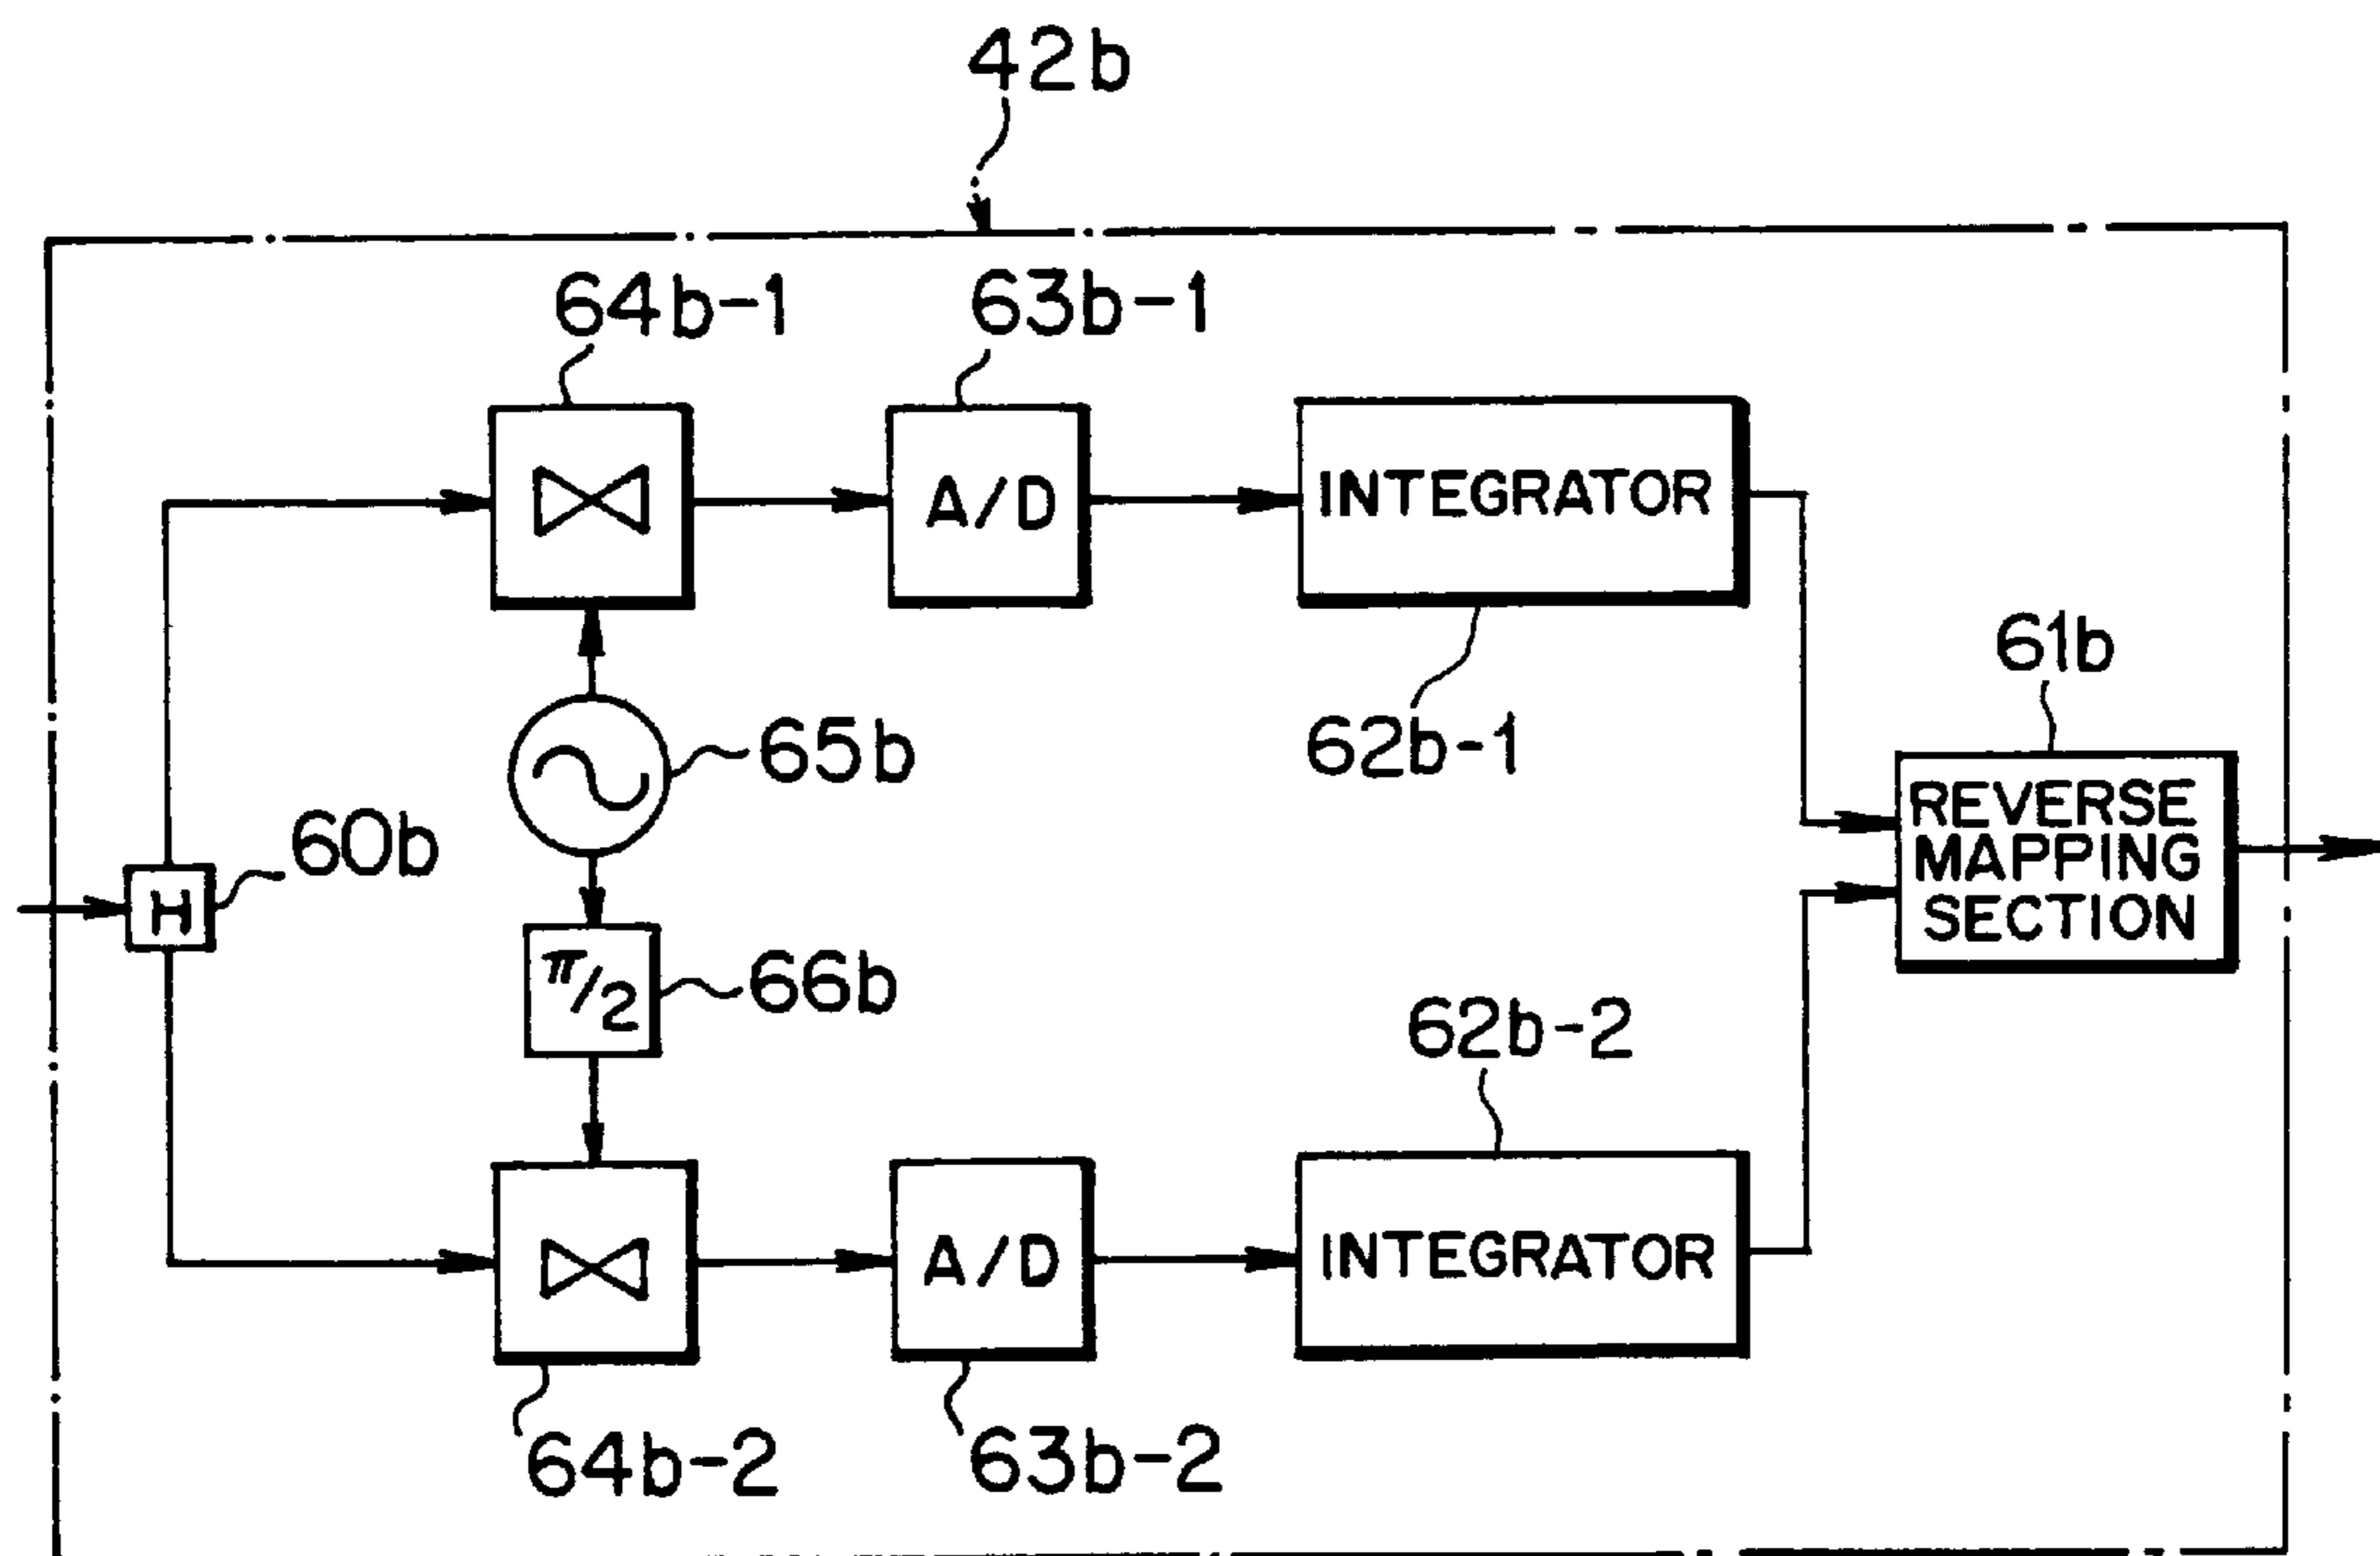 42b
64b-1
63b-1
A/D
INTEGRATOR
62b-1
61b
65b
REVERSE
MAPPING
SECTION
60b
H
π/2
66b
62b-2
A/D
INTEGRATOR
64b-2
63b-2